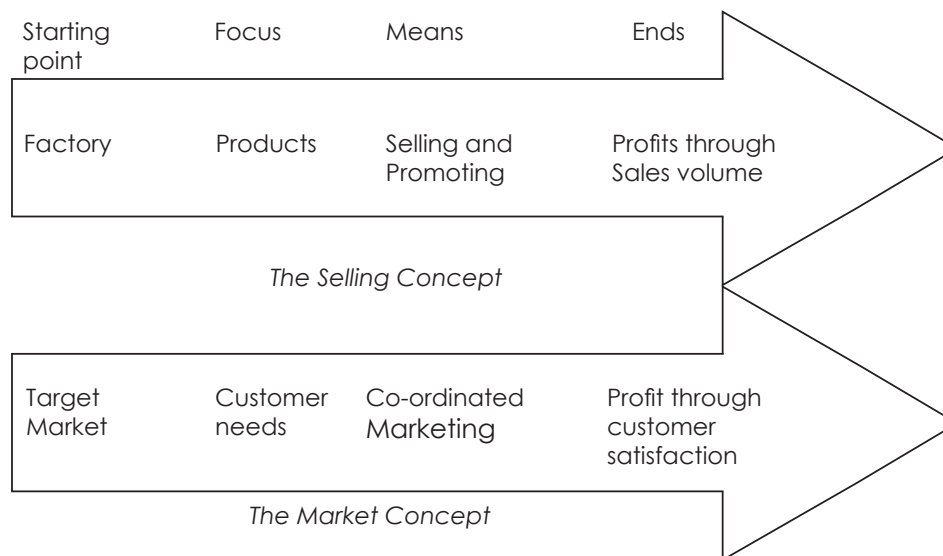 Starting point Focus Means Ends
Factory Products Selling and Promoting Profits through Sales volume
The Selling Concept
Target Market Customer needs Co-ordinated Marketing Profit through customer satisfaction
The Market Concept